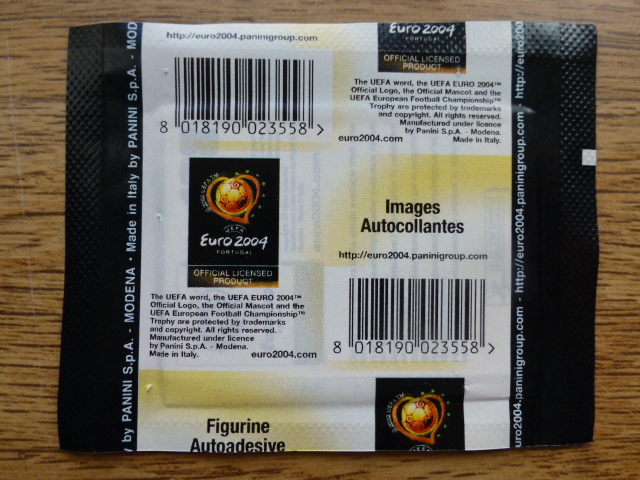 http://euro2004.paninigroup.com
8 018190 023558 >
EURO 2004
PORTUGAL
OFFICIAL LICENSED
PRODUCT
The UEFA word, the UEFA EURO 2004™
Official Logo, the Official Mascot and the
UEFA European Football Championship™
Trophy are protected by trademarks
and copyright. All rights reserved.
Manufactured under licence
by Panini S.p.A. - Modena.
euro2004.com Made in Italy.
UEFA
EURO 2004
PORTUGAL
OFFICIAL LICENSED
PRODUCT
The UEFA word, the UEFA EURO 2004™
Official Logo, the Official Mascot and the
UEFA European Football Championship™
Trophy are protected by trademarks
and copyright. All rights reserved.
Manufactured under licence
by Panini S.p.A. - Modena.
Made in Italy. euro2004.com
Images
Autocollantes
http://euro2004.paninigroup.com
8 018190 023558 >
Figurine
Autoadesive
by PANINI S.p.A. - MODENA · Made in Italy by PANINI S.p.A. · MOD
uro2004.paninigroup.com - http://euro2004.paninigroup.com · http://euro200